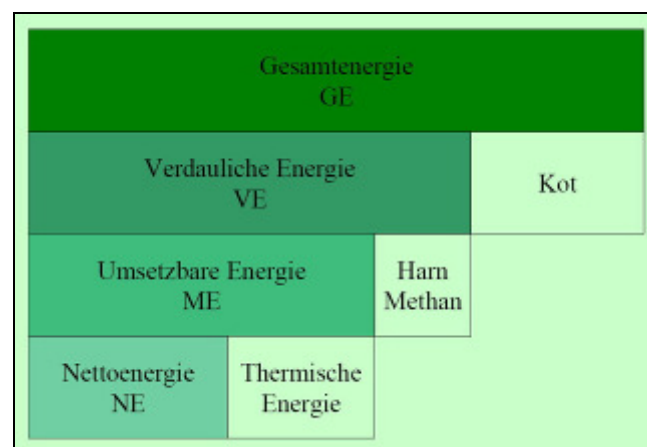 Gesamtenergie
GE
Verdauliche Energie
VE
Kot
Umsetzbare Energie
ME
Harn
Methan
Nettoenergie
NE
Thermische
Energie